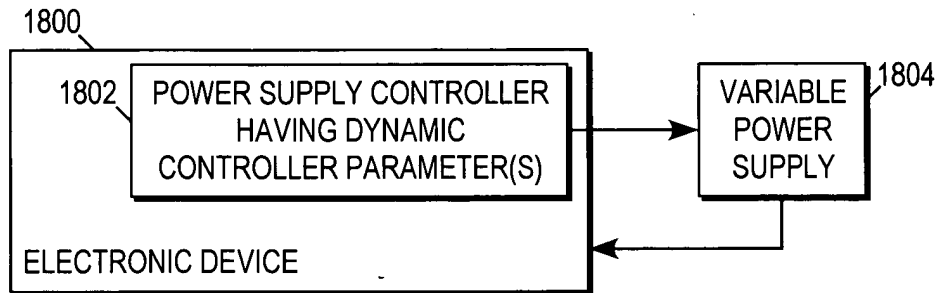 1800
1802
POWER SUPPLY CONTROLLER
HAVING DYNAMIC
CONTROLLER PARAMETER(S)
VARIABLE
POWER
SUPPLY
1804
ELECTRONIC DEVICE